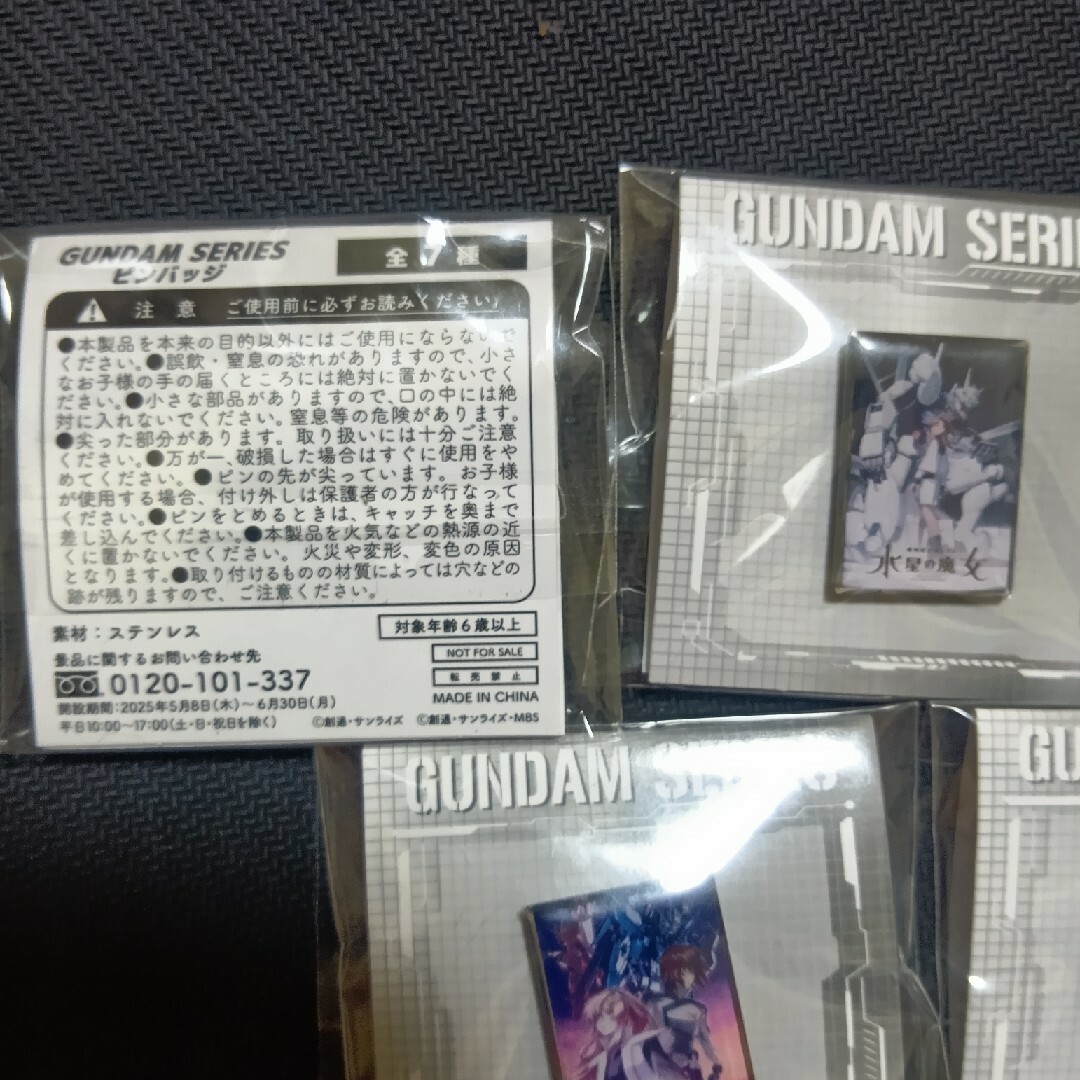 GUNDAM SERIES
ピンバッジ
全 種
注 意 ご使用前に必ずお読みください。
●本製品を本来の目的以外にはご使用にならないで
ください。●誤飲・窒息の恐れがありますので、小さ
なお子様の手の届くところには絶対に置かないでく
ださい。●小さな部品がありますので、口の中には絶
対に入れないでください。窒息等の危険があります。
●尖った部分があります。取り扱いには十分ご注意
ください。●万が一、破損した場合はすぐに使用をや
めてください。●ピンの先が尖っています。お子様
が使用する場合、付け外しは保護者の方が行なって
ください。●ピンをとめるときは、キャッチを奥まで
差し込んでください。●本製品を火気などの熱源の近
くに置かないでください。火災や変形、変色の原因
となります。●取り付けるものの材質によっては穴などの
跡が残りますので、ご注意ください。
素材：ステンレス
対象年齢6歳以上
景品に関するお問い合わせ先
NOT FOR SALE
0120-101-337
転売禁止
開設期間：2025年5月8日(木)～6月30日(月)
MADE IN CHINA
平日10:00～17:00(土・日・祝日を除く)
©創通・サンライズ ©創通・サンライズ・MBS
GUNDAM SERIE
水星の魔女
GUNDAM SERIES
GU